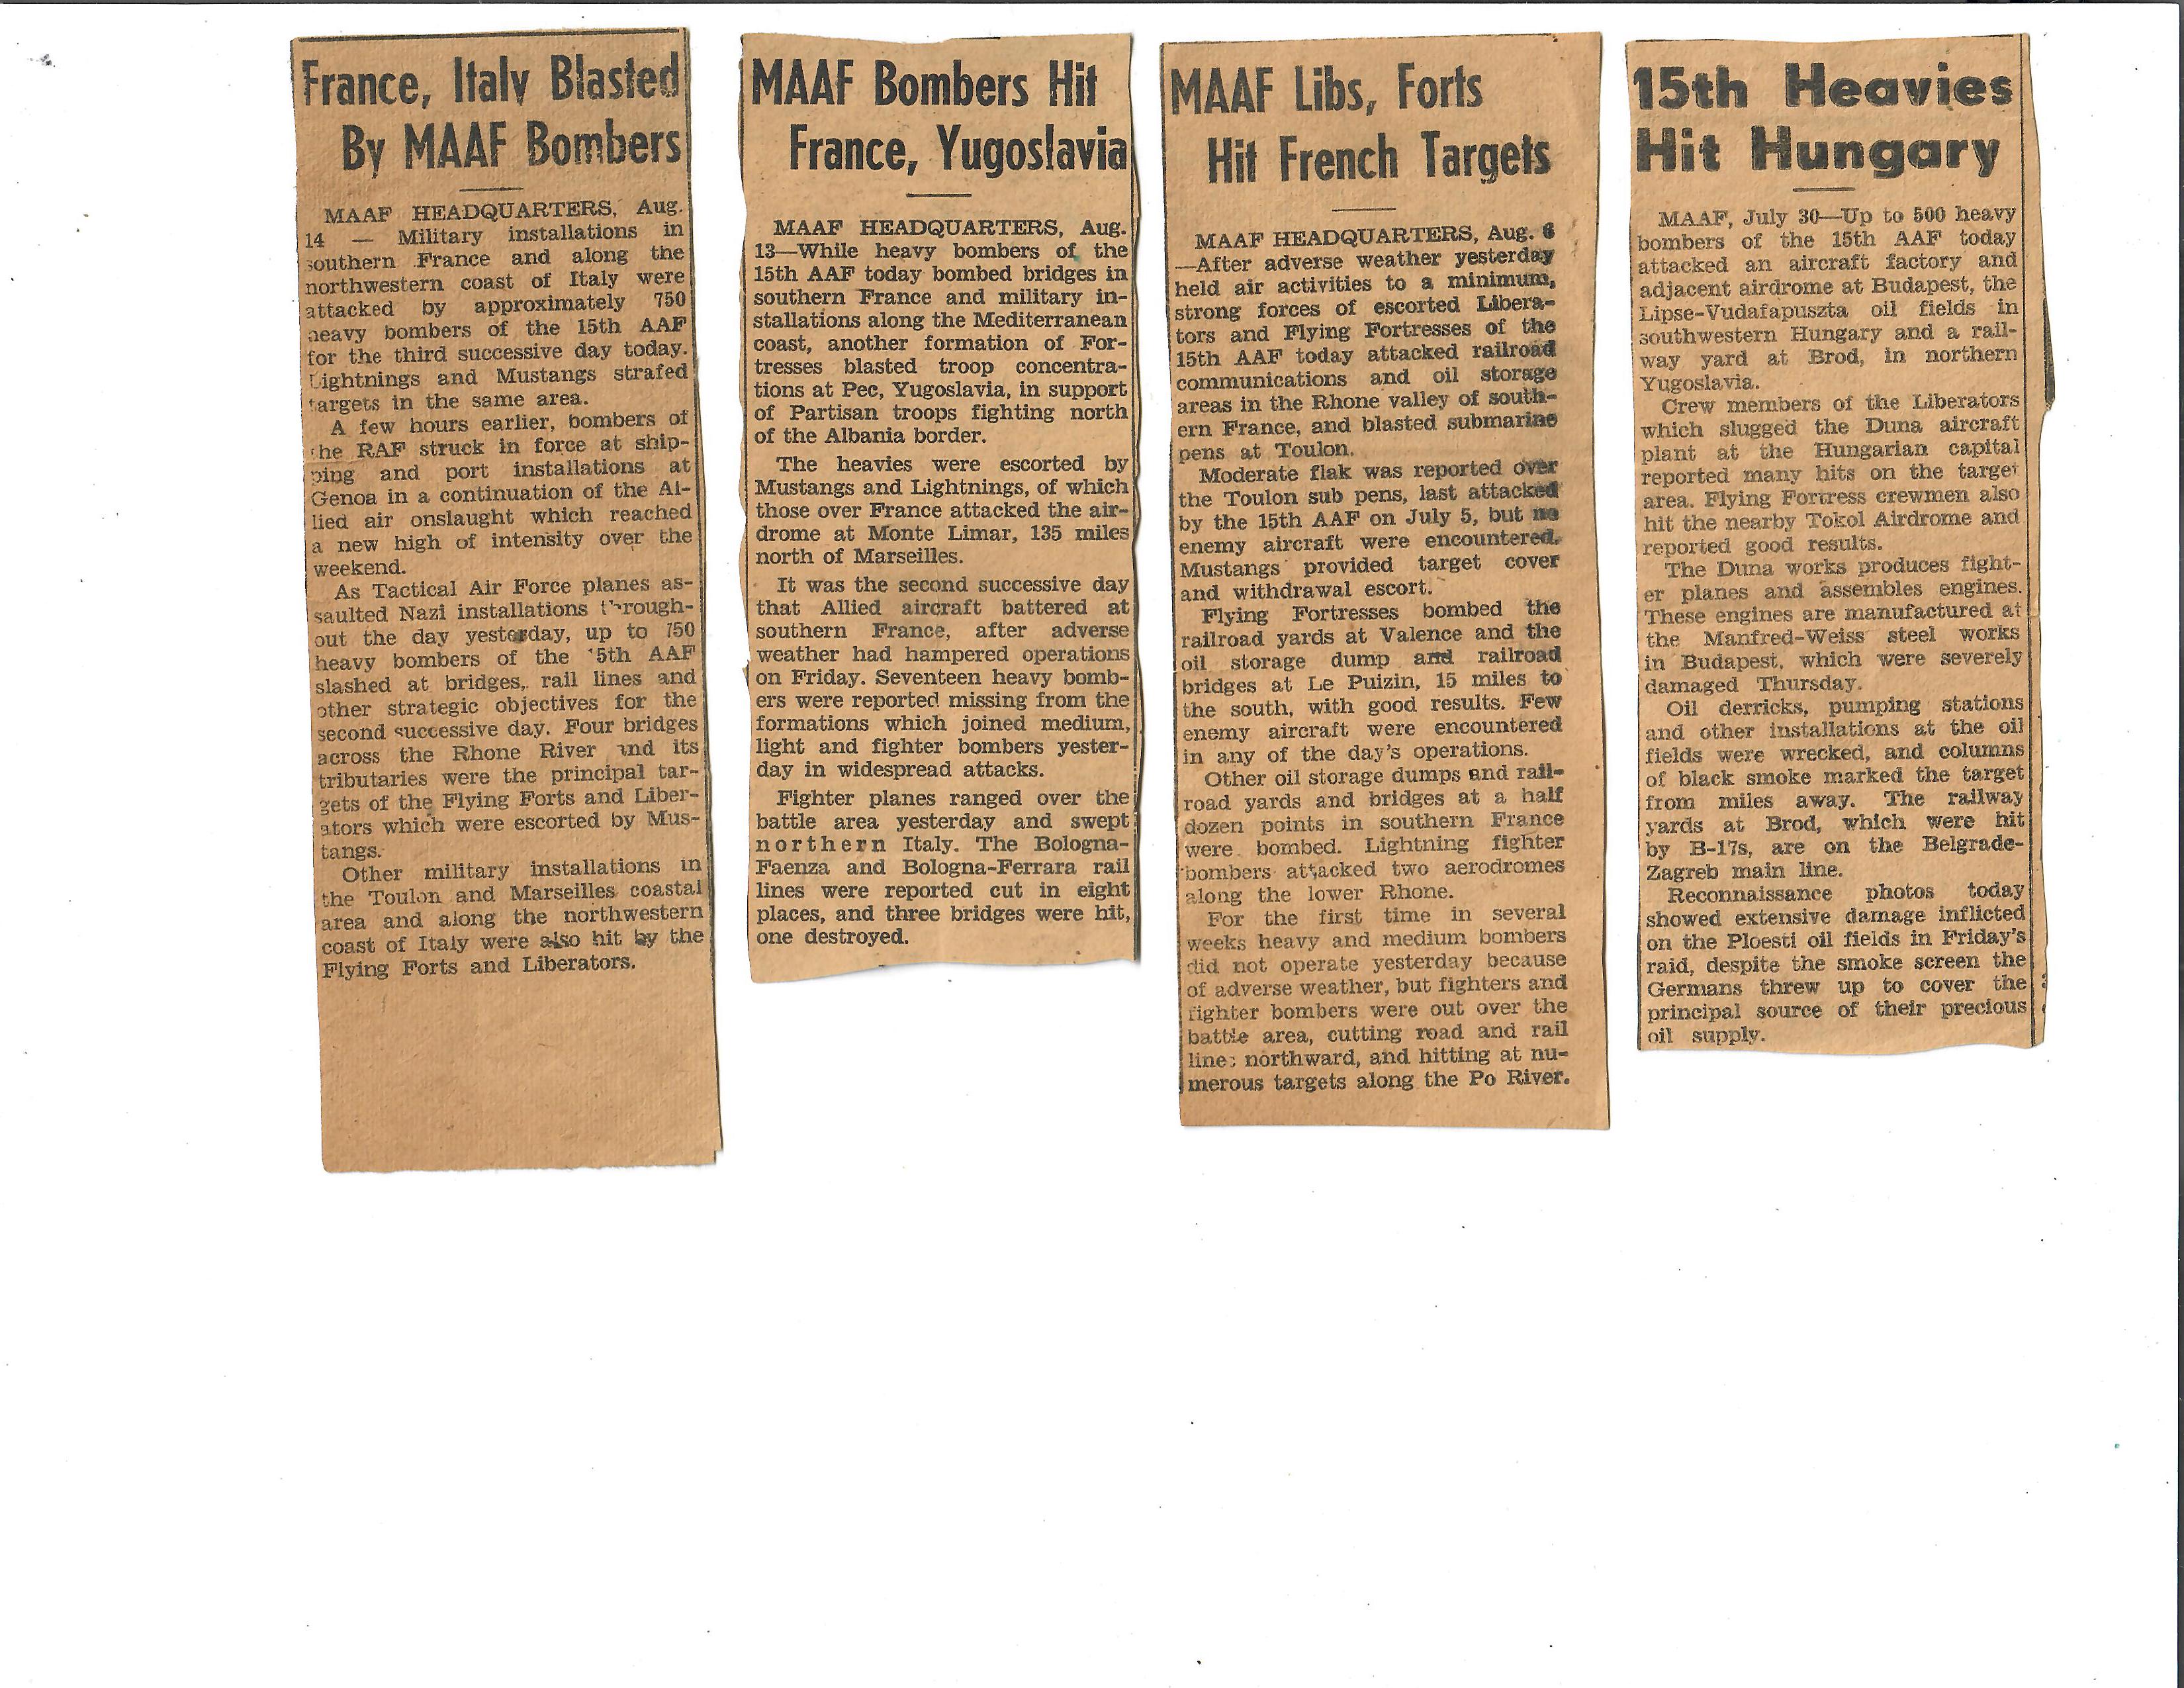 France, Italy Blasted
By MAAF Bombers
MAAF HEADQUARTERS, Aug.
14 — Military installations in
southern France and along the
northwestern coast of Italy were
attacked by approximately 750
heavy bombers of the 15th AAF
for the third successive day today.
Lightnings and Mustangs strafed
targets in the same area.
A few hours earlier, bombers of
the RAF struck in force at ship-
ping and port installations at
Genoa in a continuation of the Al-
lied air onslaught which reached
a new high of intensity over the
weekend.
As Tactical Air Force planes as-
saulted Nazi installations through-
out the day yesterday, up to 750
heavy bombers of the 15th AAF
slashed at bridges, rail lines and
other strategic objectives for the
second successive day. Four bridges
across the Rhone River and its
tributaries were the principal tar-
gets of the Flying Forts and Liber-
ators which were escorted by Mus-
tangs.
Other military installations in
the Toulon and Marseilles coastal
area and along the northwestern
coast of Italy were also hit by the
Flying Forts and Liberators.
MAAF Bombers Hit
France, Yugoslavia
MAAF HEADQUARTERS, Aug.
13—While heavy bombers of the
15th AAF today bombed bridges in
southern France and military in-
stallations along the Mediterranean
coast, another formation of For-
tresses blasted troop concentra-
tions at Pec, Yugoslavia, in support
of Partisan troops fighting north
of the Albania border.
The heavies were escorted by
Mustangs and Lightnings, of which
those over France attacked the air-
drome at Monte Limar, 135 miles
north of Marseilles.
It was the second successive day
that Allied aircraft battered at
southern France, after adverse
weather had hampered operations
on Friday. Seventeen heavy bomb-
ers were reported missing from the
formations which joined medium,
light and fighter bombers yester-
day in widespread attacks.
Fighter planes ranged over the
battle area yesterday and swept
northern Italy. The Bologna-
Faenza and Bologna-Ferrara rail
lines were reported cut in eight
places, and three bridges were hit,
one destroyed.
MAAF Libs, Forts
Hit French Targets
MAAF HEADQUARTERS, Aug. 6
—After adverse weather yesterday
held air activities to a minimum,
strong forces of escorted Libera-
tors and Flying Fortresses of the
15th AAF today attacked railroad
communications and oil storage
areas in the Rhone valley of south-
ern France, and blasted submarine
pens at Toulon.
Moderate flak was reported over
the Toulon sub pens, last attacked
by the 15th AAF on July 5, but no
enemy aircraft were encountered.
Mustangs provided target cover
and withdrawal escort.
Flying Fortresses bombed the
railroad yards at Valence and the
oil storage dump and railroad
bridges at Le Puizin, 15 miles to
the south, with good results. Few
enemy aircraft were encountered
in any of the day's operations.
Other oil storage dumps and rail-
road yards and bridges at a half
dozen points in southern France
were bombed. Lightning fighter
bombers attacked two aerodromes
along the lower Rhone.
For the first time in several
weeks heavy and medium bombers
did not operate yesterday because
of adverse weather, but fighters and
fighter bombers were out over the
battle area, cutting road and rail
lines northward, and hitting at nu-
merous targets along the Po River.
15th Heavies
Hit Hungary
MAAF, July 30—Up to 500 heavy
bombers of the 15th AAF today
attacked an aircraft factory and
adjacent airdrome at Budapest, the
Lipse-Vudafapuszta oil fields in
southwestern Hungary and a rail-
way yard at Brod, in northern
Yugoslavia.
Crew members of the Liberators
which slugged the Duna aircraft
plant at the Hungarian capital
reported many hits on the target
area. Flying Fortress crewmen also
hit the nearby Tokol Airdrome and
reported good results.
The Duna works produces fight-
er planes and assembles engines.
These engines are manufactured at
the Manfred-Weiss steel works
in Budapest, which were severely
damaged Thursday.
Oil derricks, pumping stations
and other installations at the oil
fields were wrecked, and columns
of black smoke marked the target
from miles away. The railway
yards at Brod, which were hit
by B-17s, are on the Belgrade-
Zagreb main line.
Reconnaissance photos today
showed extensive damage inflicted
on the Ploesti oil fields in Friday's
raid, despite the smoke screen the
Germans threw up to cover the
principal source of their precious
oil supply.